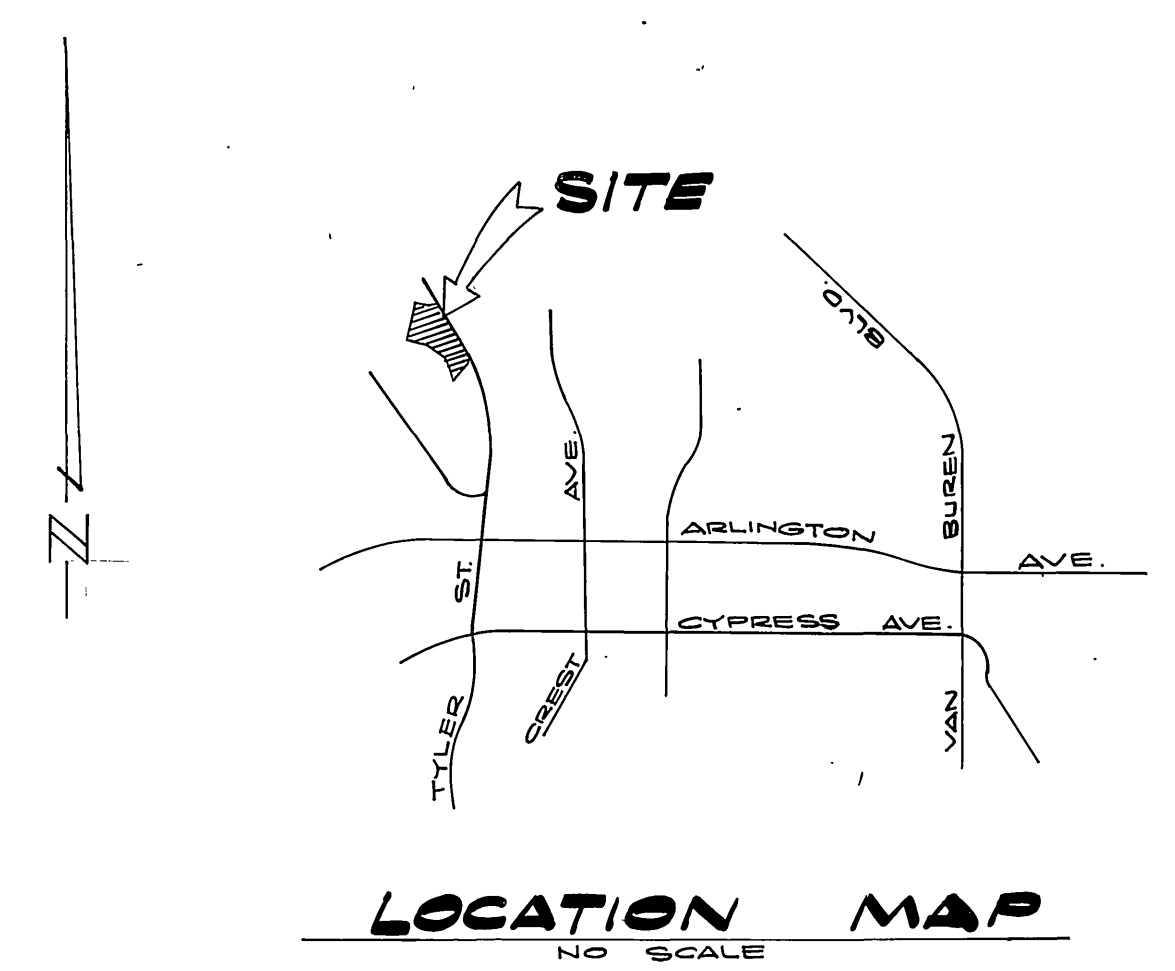 SITE
BLVD.
AVE.
BUREN
ARLINGTON
AVE.
ST.
CYPRESS AVE.
CREST
VAN
TYLER
N
LOCATION MAP
NO SCALE